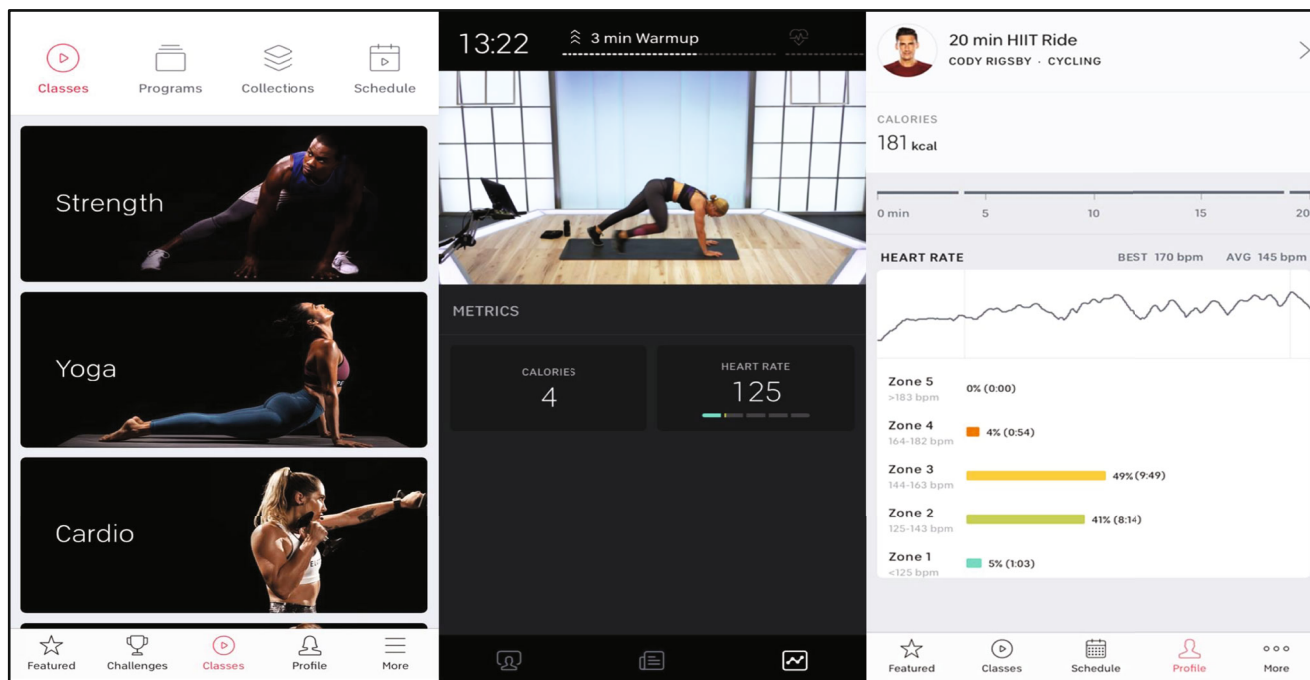 Classes
Programs
Collections
Schedule
Strength
Yoga
Cardio
Featured
Challenges
Classes
Profile
More
13:22
3 min Warmup
METRICS
CALORIES
4
HEART RATE
125
20 min HIIT Ride
CODY RIGSBY · CYCLING
CALORIES
181 kcal
0 min 5 10 15 20
HEART RATE BEST 170 bpm AVG 145 bpm
Zone 5 0% (0:00)
>183 bpm
Zone 4 4% (0:54)
164-182 bpm
Zone 3 49% (9:49)
144-163 bpm
Zone 2 41% (8:14)
125-143 bpm
Zone 1 5% (1:03)
<125 bpm
Featured
Classes
Schedule
Profile
More